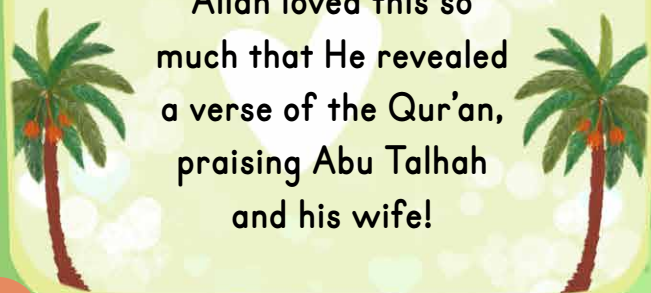 Allah loved this so
much that He revealed
a verse of the Qur’an,
praising Abu Talhah
and his wife!